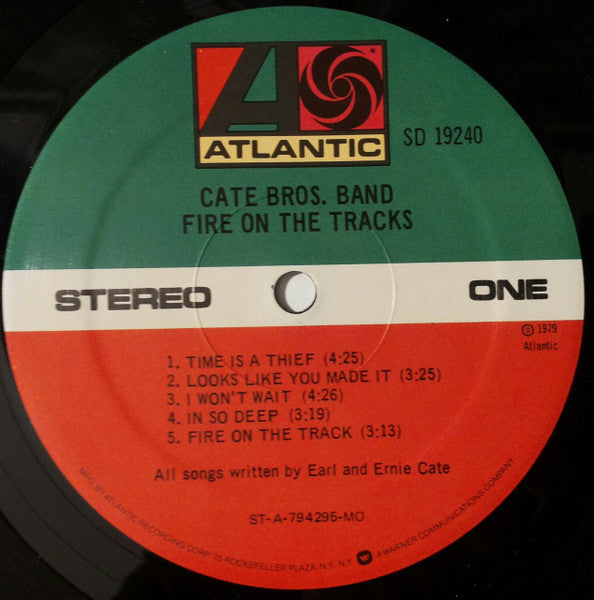 ATLANTIC
SD 19240
CATE BROS. BAND
FIRE ON THE TRACKS
STEREO
ONE
℗ 1979
Atlantic
1. TIME IS A THIEF (4:25)
2. LOOKS LIKE YOU MADE IT (3:25)
3. I WON'T WAIT (4:26)
4. IN SO DEEP (3:19)
5. FIRE ON THE TRACK (3:13)
All songs written by Earl and Ernie Cate
ST-A-794295-MO
MFG. BY ATLANTIC RECORDING CORP. 75 ROCKEFELLER PLAZA, N.Y., N.Y. W A WARNER COMMUNICATIONS COMPANY